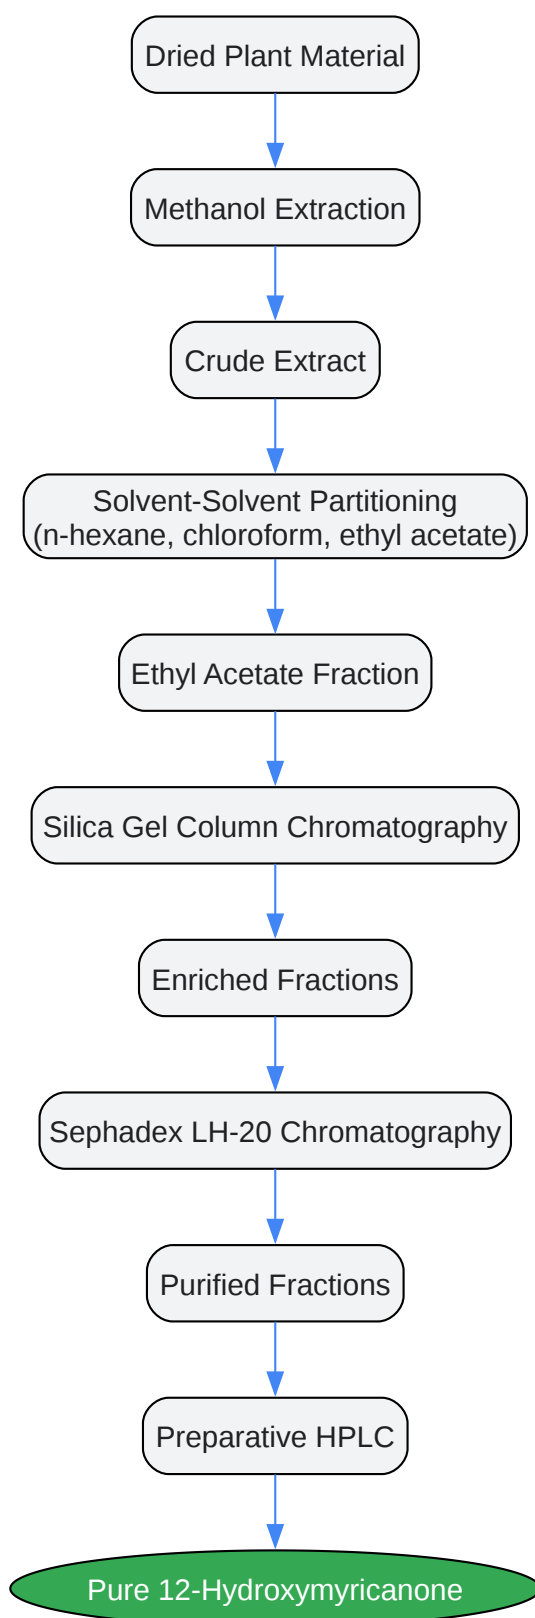 Dried Plant Material
Methanol Extraction
Crude Extract
Solvent-Solvent Partitioning
(n-hexane, chloroform, ethyl acetate)
Ethyl Acetate Fraction
Silica Gel Column Chromatography
Enriched Fractions
Sephadex LH-20 Chromatography
Purified Fractions
Preparative HPLC
Pure 12-Hydroxymyricanone